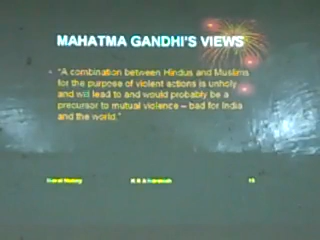 MAHATMA GANDHI'S VIEWS
- "A combination between Hindus and Muslims
for the purpose of violent actions is unholy
and will lead to and would probably be a
precursor to mutual violence – bad for India
and the world."